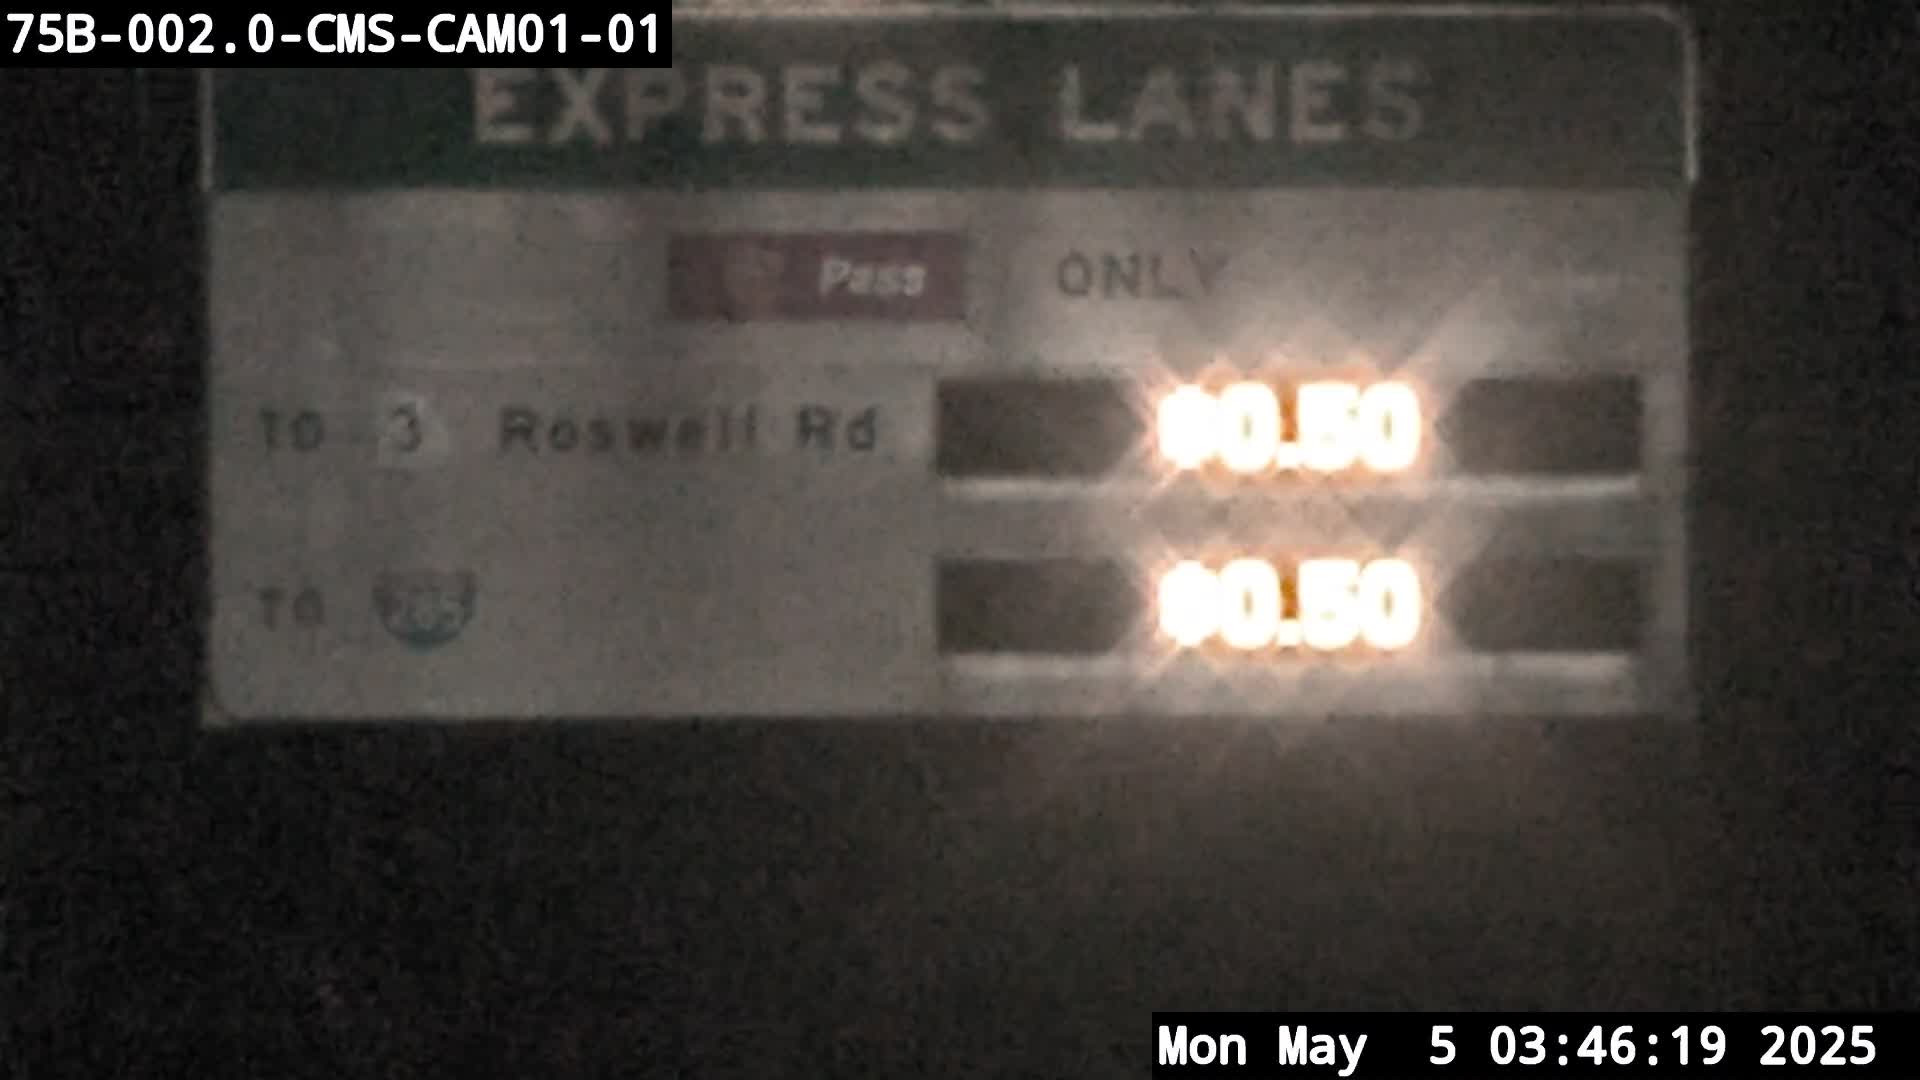 75B-002.0-CMS-CAM01-01
EXPRESS LANES
Pass ONLY
TO 3 Roswell Rd $0.50
TO 285 $0.50
Mon May 5 03:46:19 2025